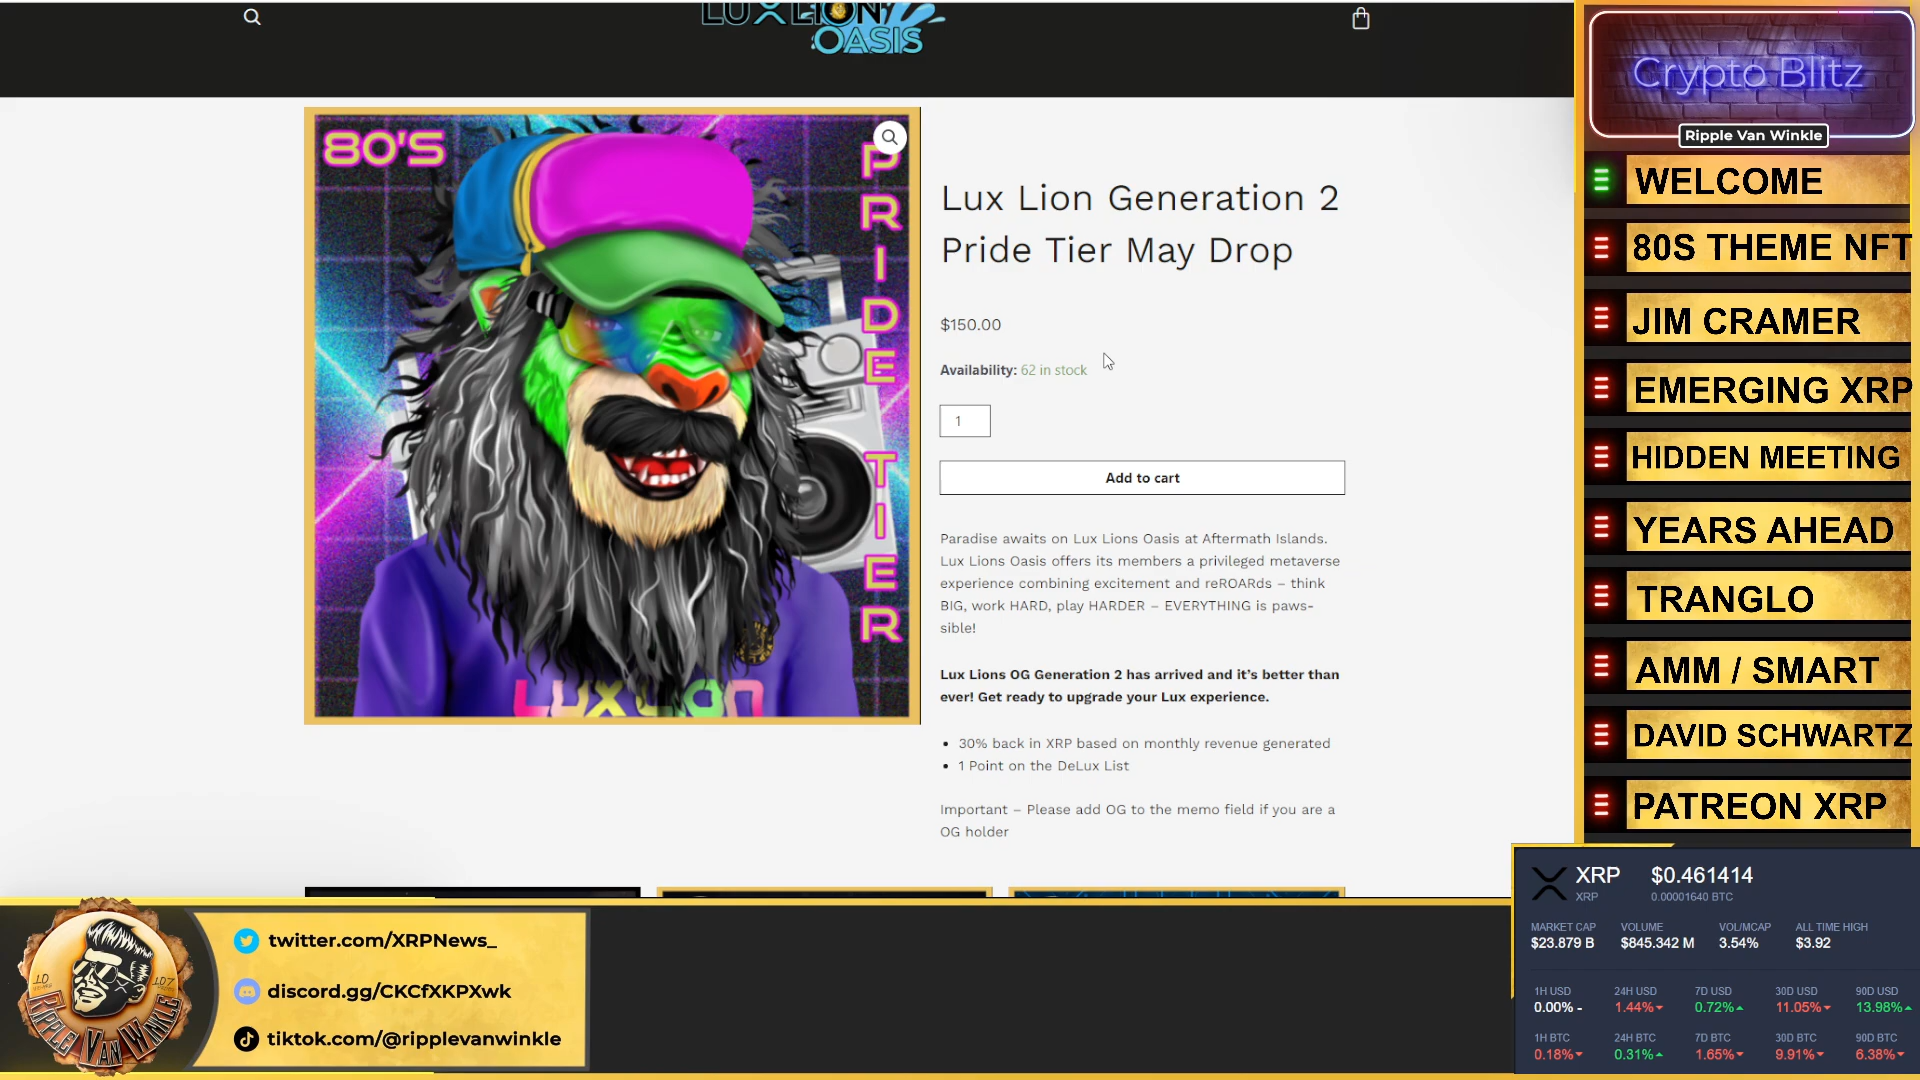 LUX LION
OASIS
80'S
PRIDE TIER
LUX LION
Lux Lion Generation 2
Pride Tier May Drop
$150.00
Availability: 62 in stock
1
Add to cart
Paradise awaits on Lux Lions Oasis at Aftermath Islands.
Lux Lions Oasis offers its members a privileged metaverse
experience combining excitement and reROARds – think
BIG, work HARD, play HARDER – EVERYTHING is paws-
sible!
Lux Lions OG Generation 2 has arrived and it’s better than
ever! Get ready to upgrade your Lux experience.
• 30% back in XRP based on monthly revenue generated
• 1 Point on the DeLux List
Important – Please add OG to the memo field if you are a
OG holder
Crypto Blitz
Ripple Van Winkle
WELCOME
80S THEME NFT
JIM CRAMER
EMERGING XRP
HIDDEN MEETING
YEARS AHEAD
TRANGLO
AMM / SMART
DAVID SCHWARTZ
PATREON XRP
XRP $0.461414
XRP 0.00001640 BTC
MARKET CAP VOLUME VOL/MCAP ALL TIME HIGH
$23.879 B $845.342 M 3.54% $3.92
1H USD 24H USD 7D USD 30D USD 90D USD
0.00% - 1.44% 0.72% 11.05% 13.98%
1H BTC 24H BTC 7D BTC 30D BTC 90D BTC
0.18% 0.31% 1.65% 9.91% 6.38%
RIPPLE VAN WINKLE
twitter.com/XRPNews_
discord.gg/CKCfXKPXwk
tiktok.com/@ripplevanwinkle